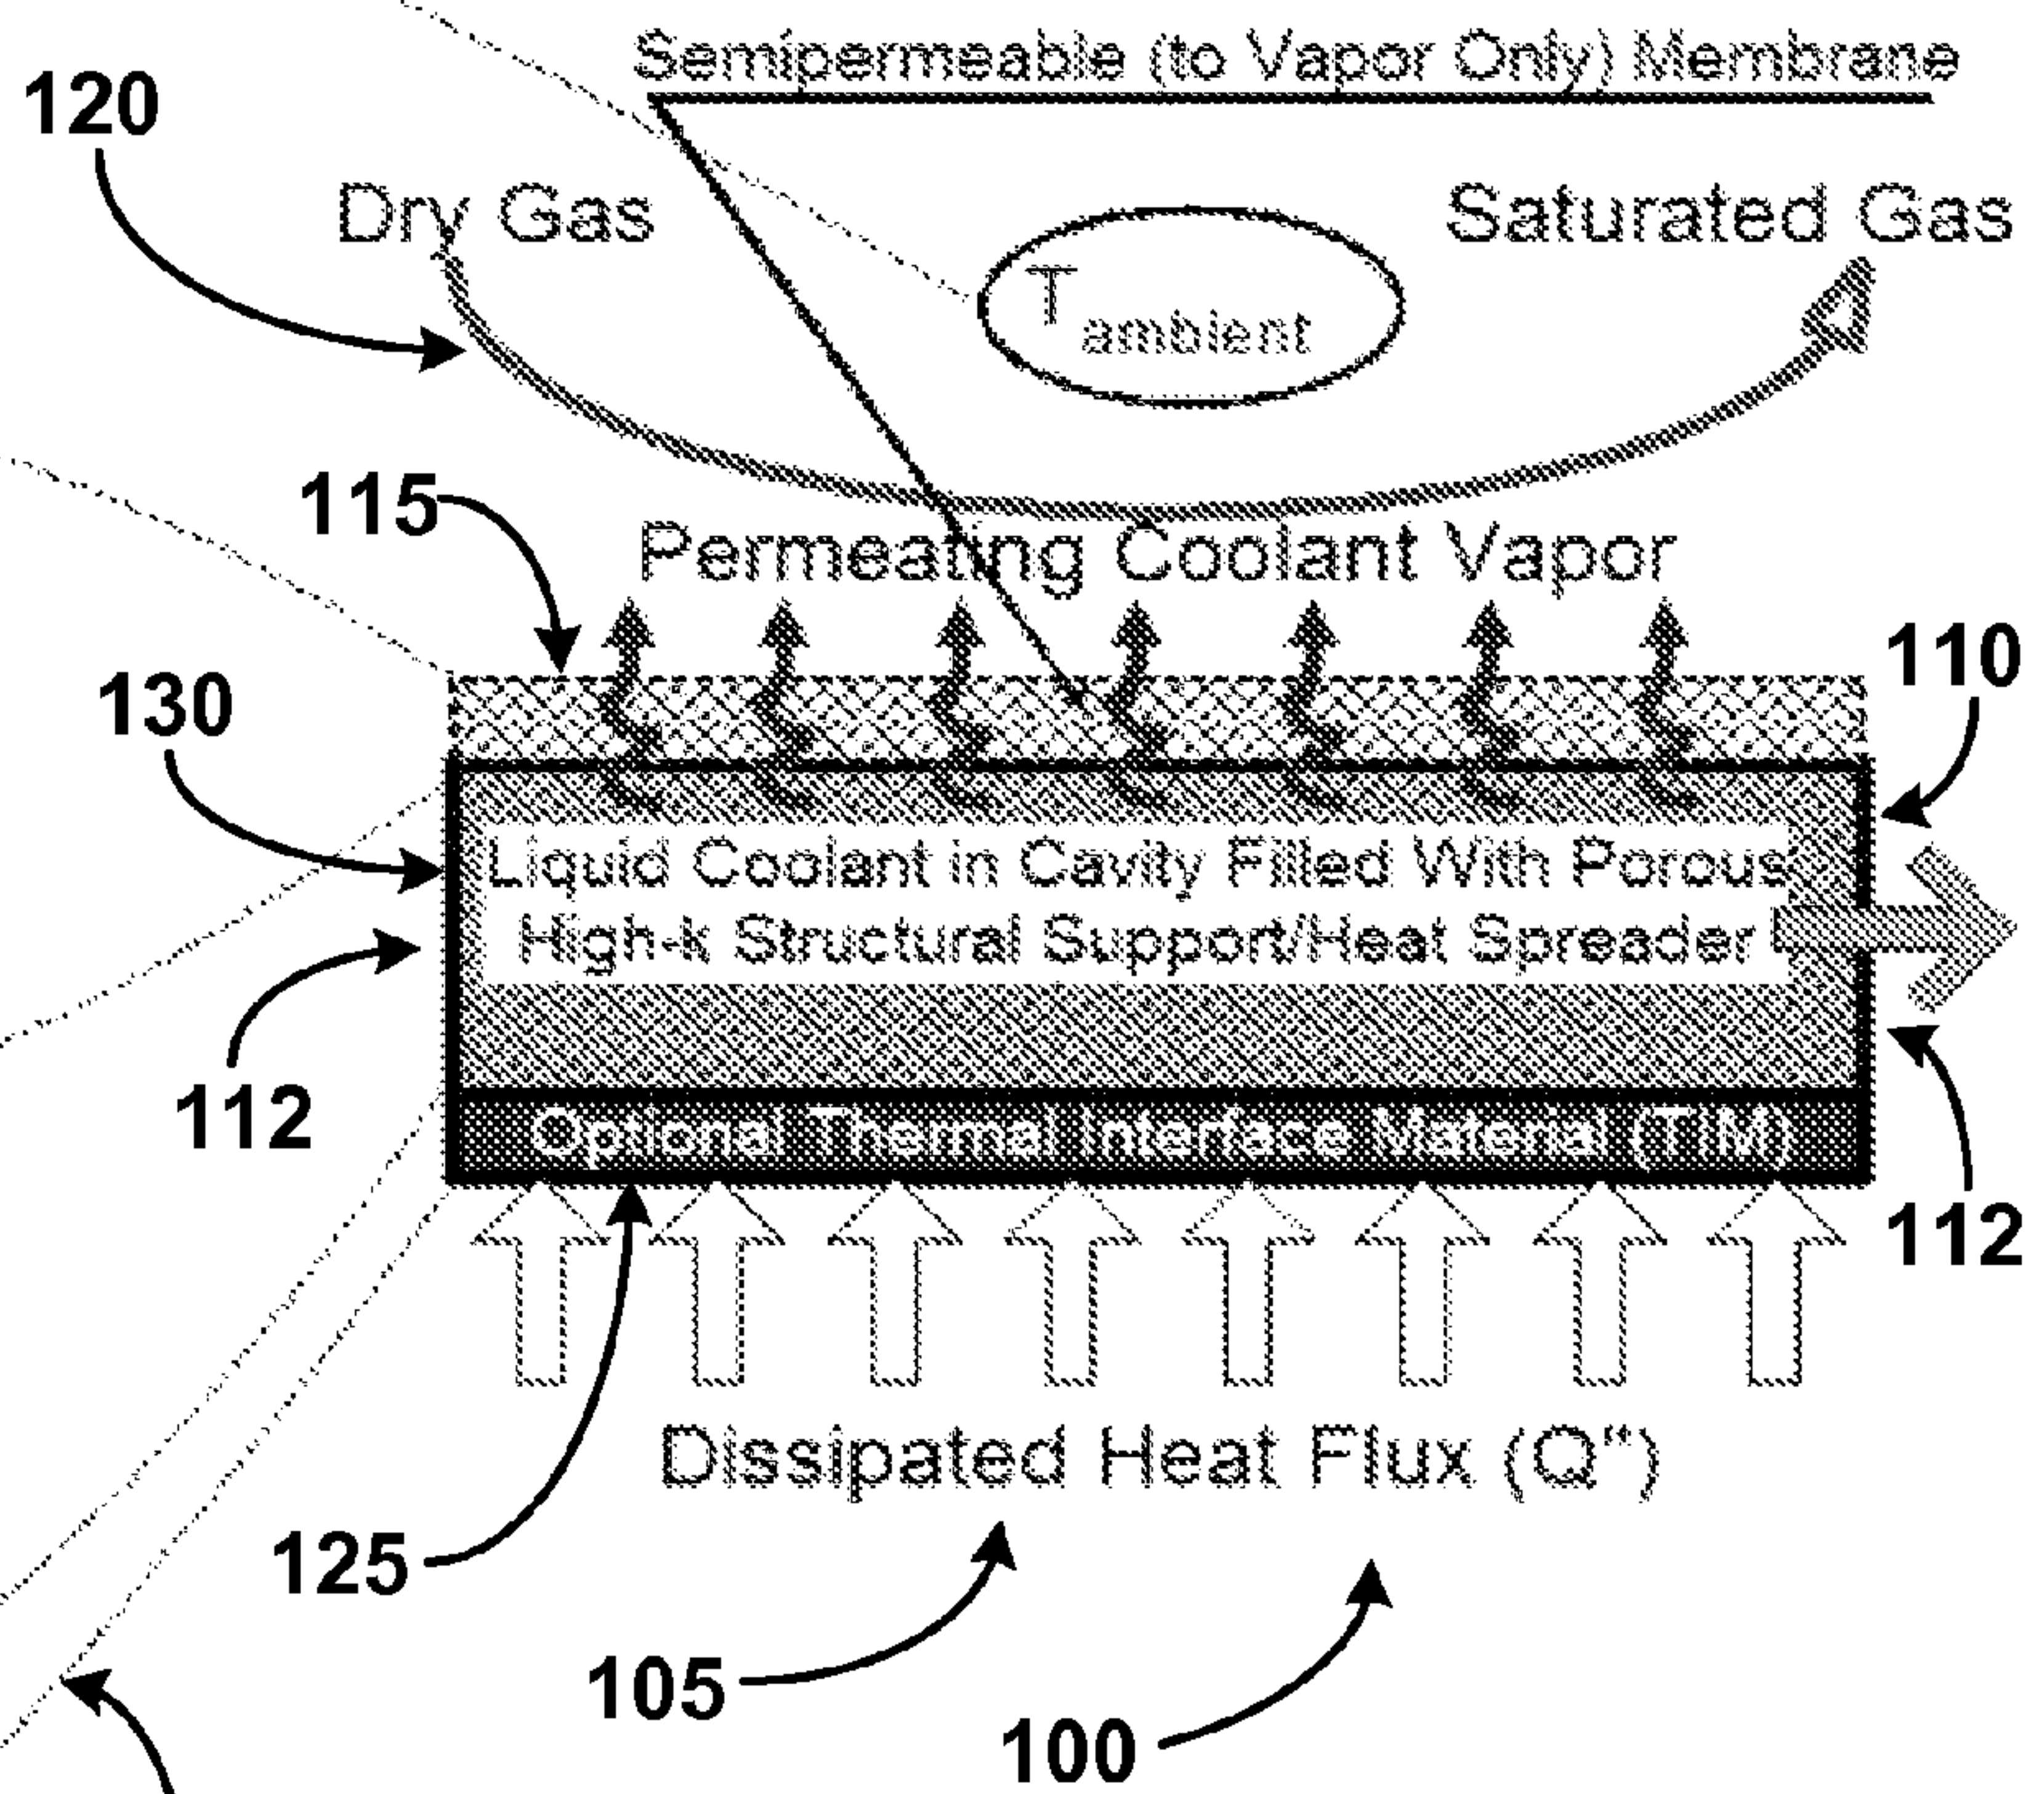 Semipermeable (to Vapor Only) Membrane
120
Dry Gas
Saturated Gas
T ambient
115
Permeating Coolant Vapor
110
130
Liquid Coolant in Cavity Filled With Porous
High-k Structural Support/Heat Spreader
112
Optional Thermal Interface Material (TIM)
112
Dissipated Heat Flux (Q")
125
105
100